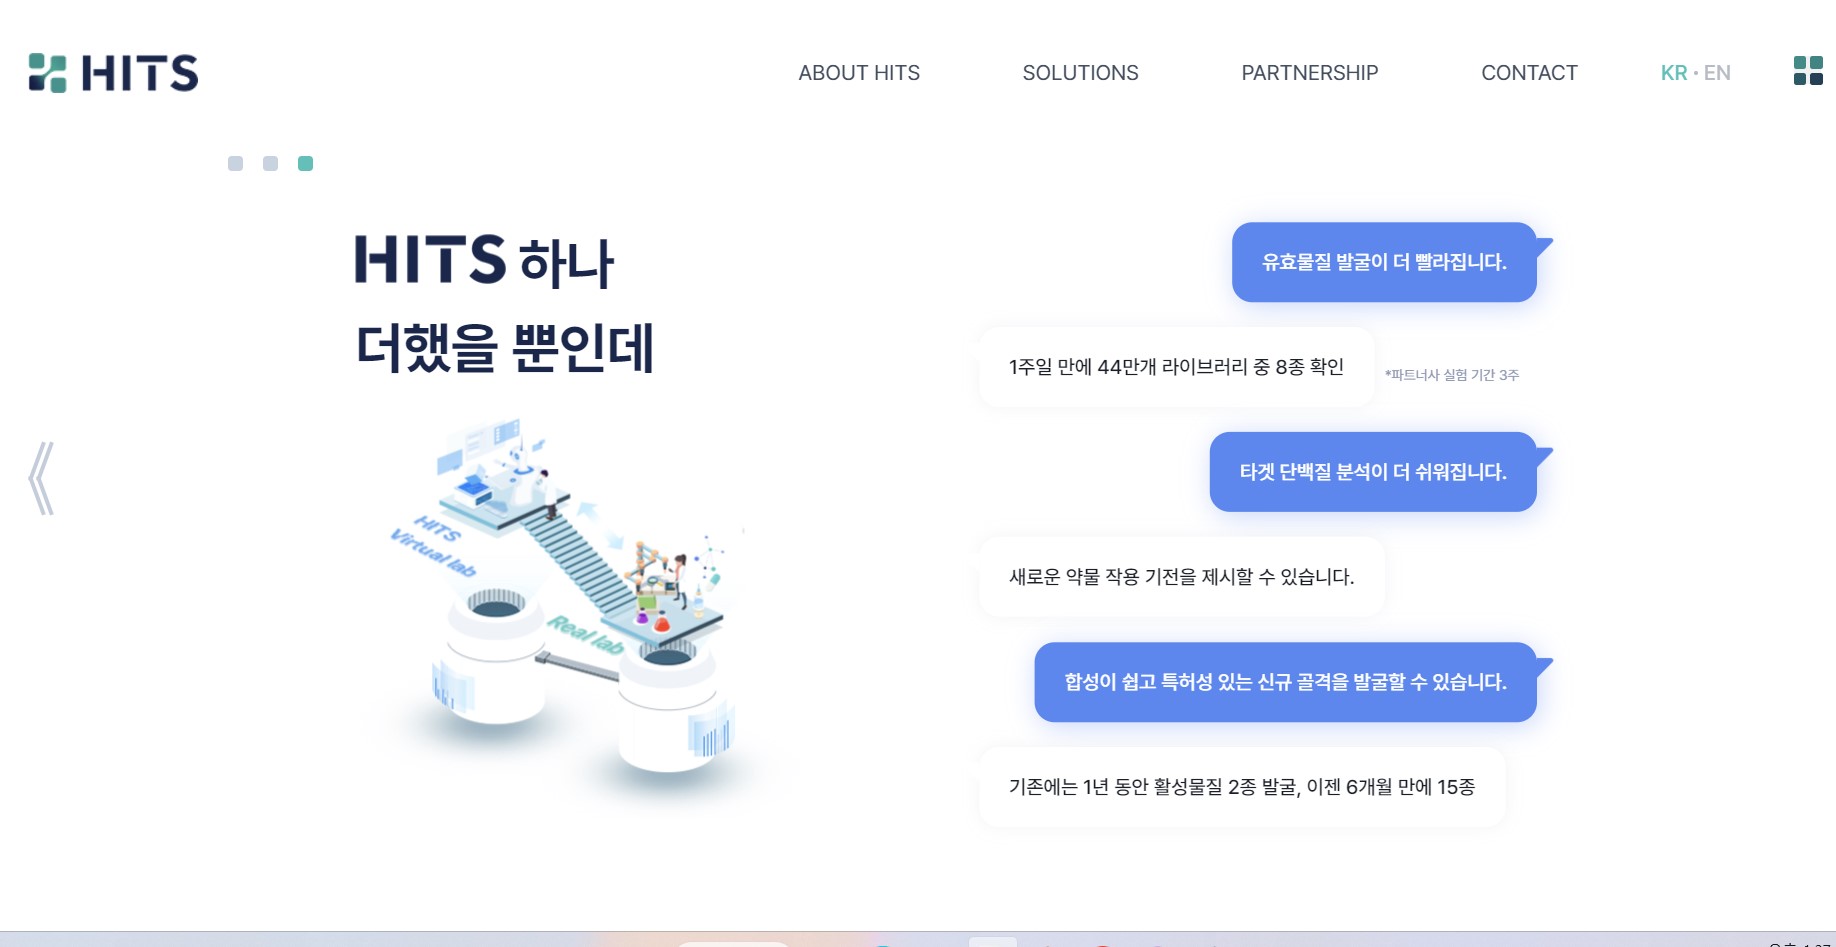 HITS
ABOUT HITS
SOLUTIONS
PARTNERSHIP
CONTACT
KR · EN
HITS 하나
더했을 뿐인데
HITS
Virtual lab
Real lab
유효물질 발굴이 더 빨라집니다.
1주일 만에 44만개 라이브러리 중 8종 확인
*파트너사 실험 기간 3주
타겟 단백질 분석이 더 쉬워집니다.
새로운 약물 작용 기전을 제시할 수 있습니다.
합성이 쉽고 특허성 있는 신규 골격을 발굴할 수 있습니다.
기존에는 1년 동안 활성물질 2종 발굴, 이젠 6개월 만에 15종